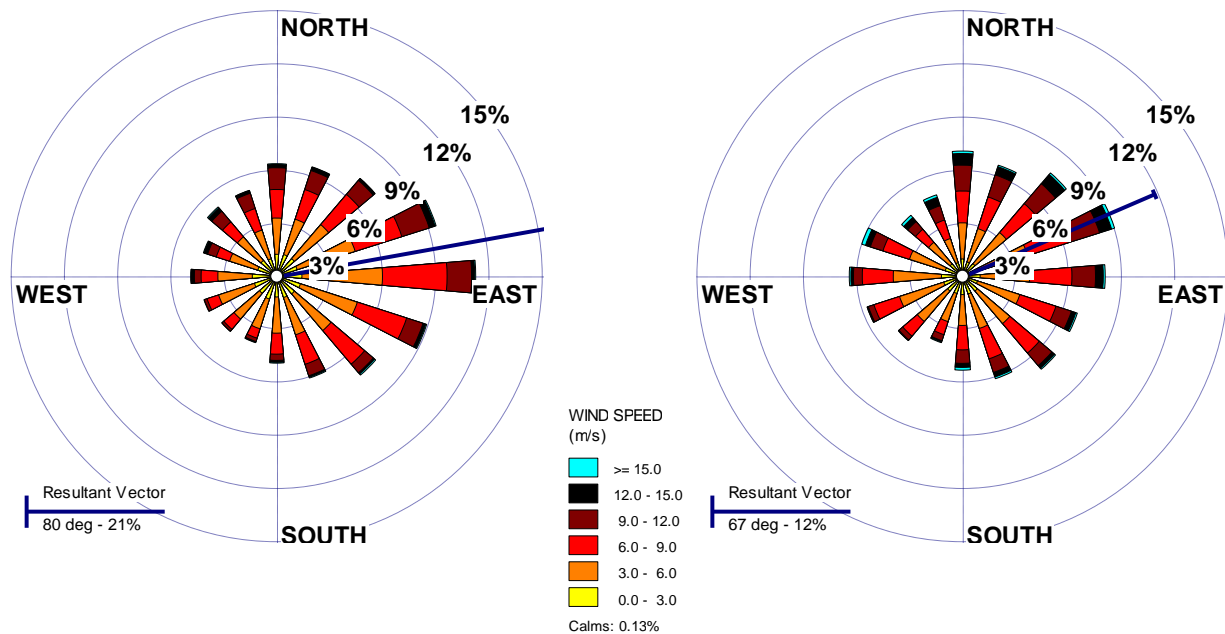 NORTH
15%
12%
9%
6%
3%
WEST
EAST
Resultant Vector
80 deg - 21%
SOUTH
WIND SPEED
(m/s)
>= 15.0
12.0 - 15.0
9.0 - 12.0
6.0 - 9.0
3.0 - 6.0
0.0 - 3.0
Calms: 0.13%
NORTH
15%
12%
9%
6%
3%
WEST
EAST
Resultant Vector
67 deg - 12%
SOUTH